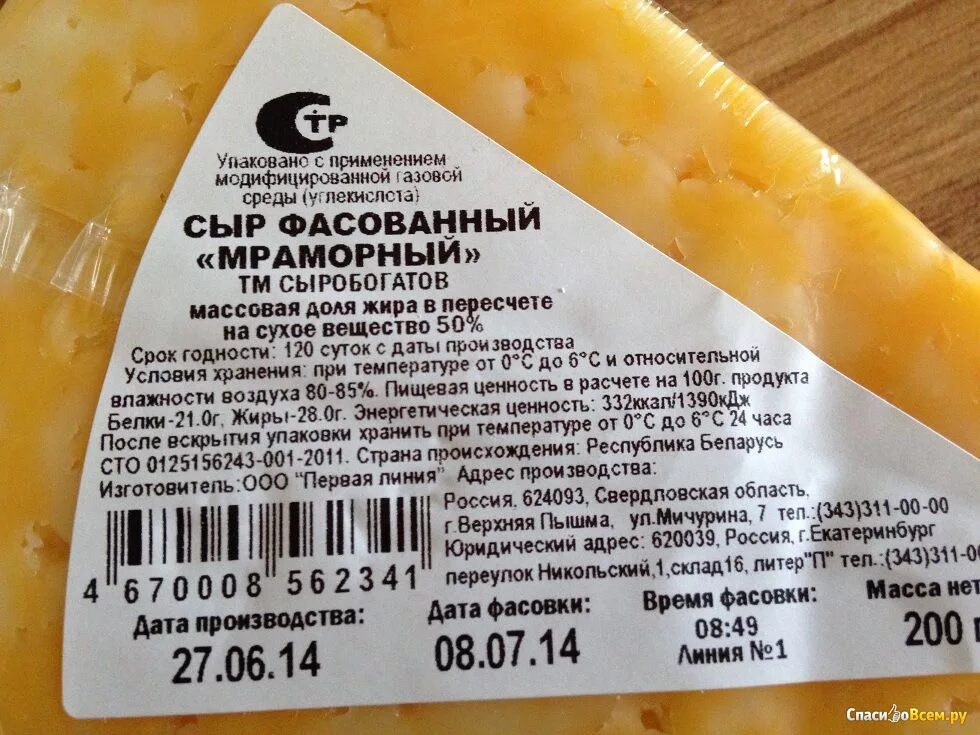 СТР
Упаковано с применением
модифицированной газовой
среды (углекислота)
СЫР ФАСОВАННЫЙ
«МРАМОРНЫЙ»
ТМ СЫРОБОГАТОВ
массовая доля жира в пересчете
на сухое вещество 50%
Срок годности: 120 суток с даты производства
Условия хранения: при температуре от 0°С до 6°С и относительной
влажности воздуха 80-85%. Пищевая ценность в расчете на 100г. продукта
Белки-21.0г, Жиры-28.0г. Энергетическая ценность: 332ккал/1390кДж
После вскрытия упаковки хранить при температуре от 0°С до 6°С 24 часа
СТО 0125156243-001-2011. Страна происхождения: Республика Беларусь
Изготовитель:ООО "Первая линия" Адрес производства:
Россия, 624093, Свердловская область,
г.Верхняя Пышма, ул.Мичурина, 7 тел.:(343)311-00-00
Юридический адрес: 620039, Россия, г.Екатеринбург
переулок Никольский,1,склад16, литер"П" тел.:(343)311-0
4 670008 562341
Дата производства: Дата фасовки: Время фасовки: Масса нет
27.06.14 08.07.14 08:49 200 г
Линия №1
СпасибоВсем.ру